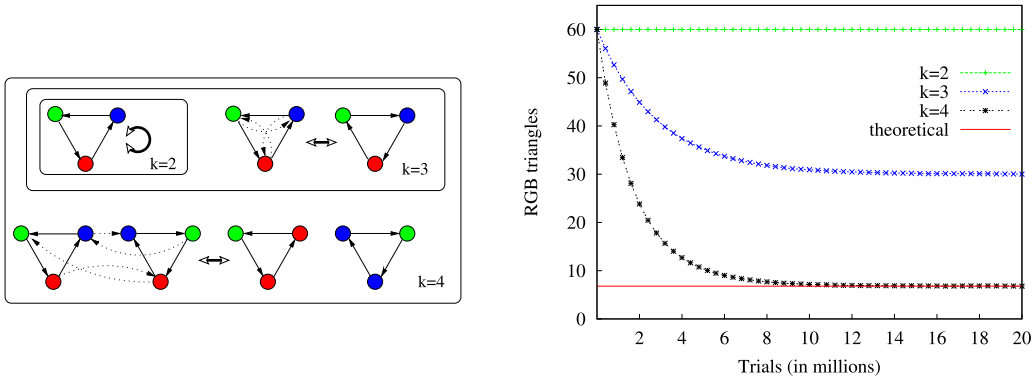 k=2
k=3
k=4
RGB triangles
60
50
40
30
20
10
0
k=2
k=3
k=4
theoretical
2 4 6 8 10 12 14 16 18 20
Trials (in millions)